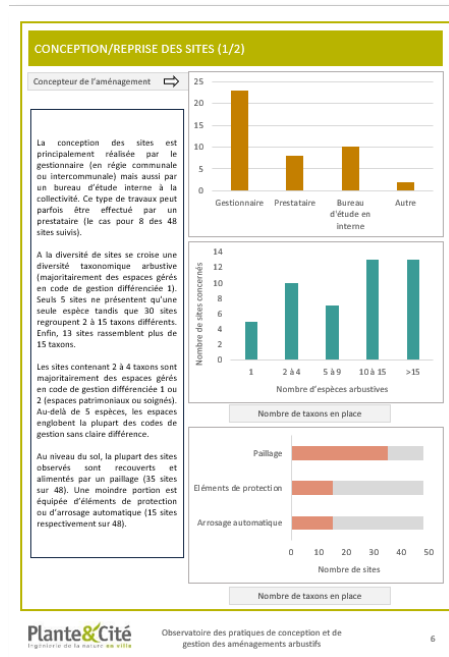 CONCEPTION/REPRISE DES SITES (1/2)
Concepteur de l'aménagement
La conception des sites est
principalement réalisée par le
gestionnaire (en régie communale
ou intercommunale) mais aussi par
un bureau d'étude interne à la
collectivité. Ce type de travaux peut
parfois être effectué par un
prestataire (le cas pour 8 des 48
sites suivis).
A la diversité de sites se croise une
diversité taxonomique arbustive
(majoritairement des espaces gérés
en code de gestion différenciée 1).
Seuls 5 sites ne présentent qu'une
seule espèce tandis que 30 sites
regroupent 2 à 15 taxons différents.
Enfin, 13 sites rassemblent plus de
15 taxons.
Les sites contenant 2 à 4 taxons sont
majoritairement des espaces gérés
en code de gestion différenciée 1 ou
2 (espaces patrimoniaux ou soignés).
Au-delà de 5 espèces, les espaces
englobent la plupart des codes de
gestion sans claire différence.
Au niveau du sol, la plupart des sites
observés sont recouverts et
alimentés par un paillage (35 sites
sur 48). Une moindre portion est
équipée d'éléments de protection
ou d'arrosage automatique (15 sites
respectivement sur 48).
25
20
15
10
5
0
Gestionnaire Prestataire Bureau d'étude en interne Autre
Nombre de sites concernés
14
12
10
8
6
4
2
0
1 2 à 4 5 à 9 10 à 15 >15
Nombre d'espèces arbustives
Nombre de taxons en place
Paillage
Eléments de protection
Arrosage automatique
0 10 20 30 40 50
Nombre de sites
Nombre de taxons en place
Plante&Cité
Ingénierie de la nature en ville
Observatoire des pratiques de conception et de
gestion des aménagements arbustifs
6